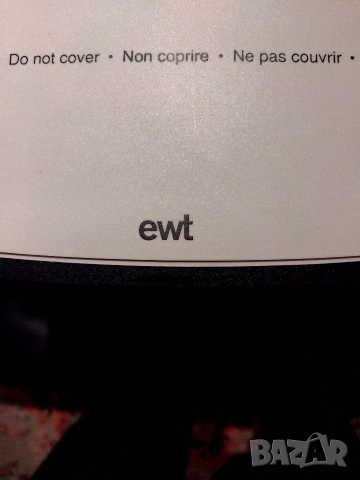 Do not cover • Non coprire • Ne pas couvrir •
ewt
BAZAR